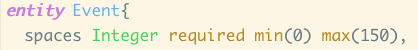 entity Event{
spaces Integer required min(0) max(150),